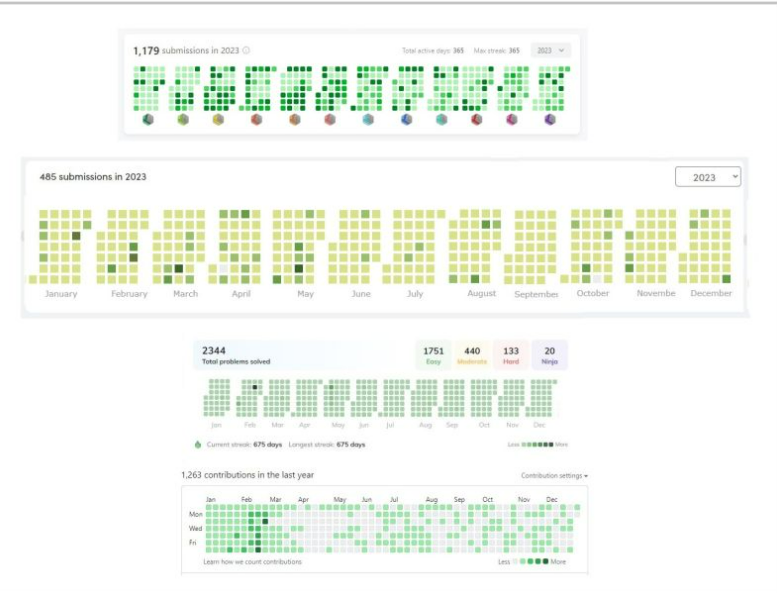 1,179 submissions in 2023
Total active days: 365 Max streak: 365 2023
485 submissions in 2023
2023
January February March April May June July August September October Novembe December
2344
Total problems solved
1751 440 133 20
Easy Moderate Hard Ninja
Jan Feb Mar Apr May Jun Jul Aug Sep Oct Nov Dec
Current streak: 675 days Longest streak: 675 days
Less More
1,263 contributions in the last year
Contribution settings
Jan Feb Mar Apr May Jun Jul Aug Sep Oct Nov Dec
Mon
Wed
Fri
Learn how we count contributions
Less More